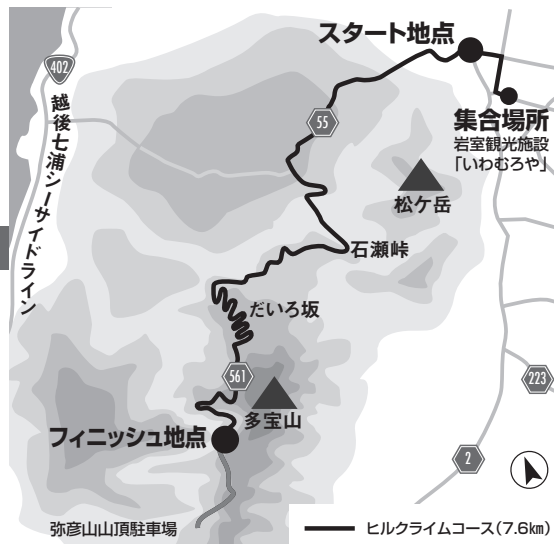 スタート地点
402
越後七浦シーサイドライン
55
集合場所
岩室観光施設
「いわむろや」
松ケ岳
石瀬峠
だいろ坂
561
多宝山
223
フィニッシュ地点
2
弥彦山山頂駐車場
ヒルクライムコース(7.6㎞)